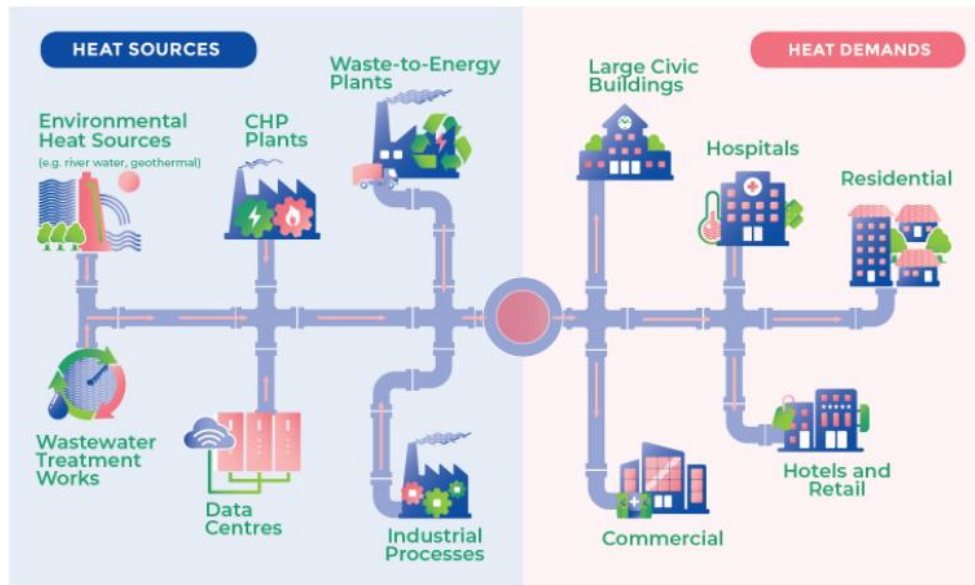 HEAT SOURCES
HEAT DEMANDS
Waste-to-Energy
Plants
Large Civic
Buildings
Environmental
Heat Sources
(e.g. river water, geothermal)
CHP
Plants
Hospitals
Residential
Wastewater
Treatment
Works
Data
Centres
Industrial
Processes
Commercial
Hotels and
Retail